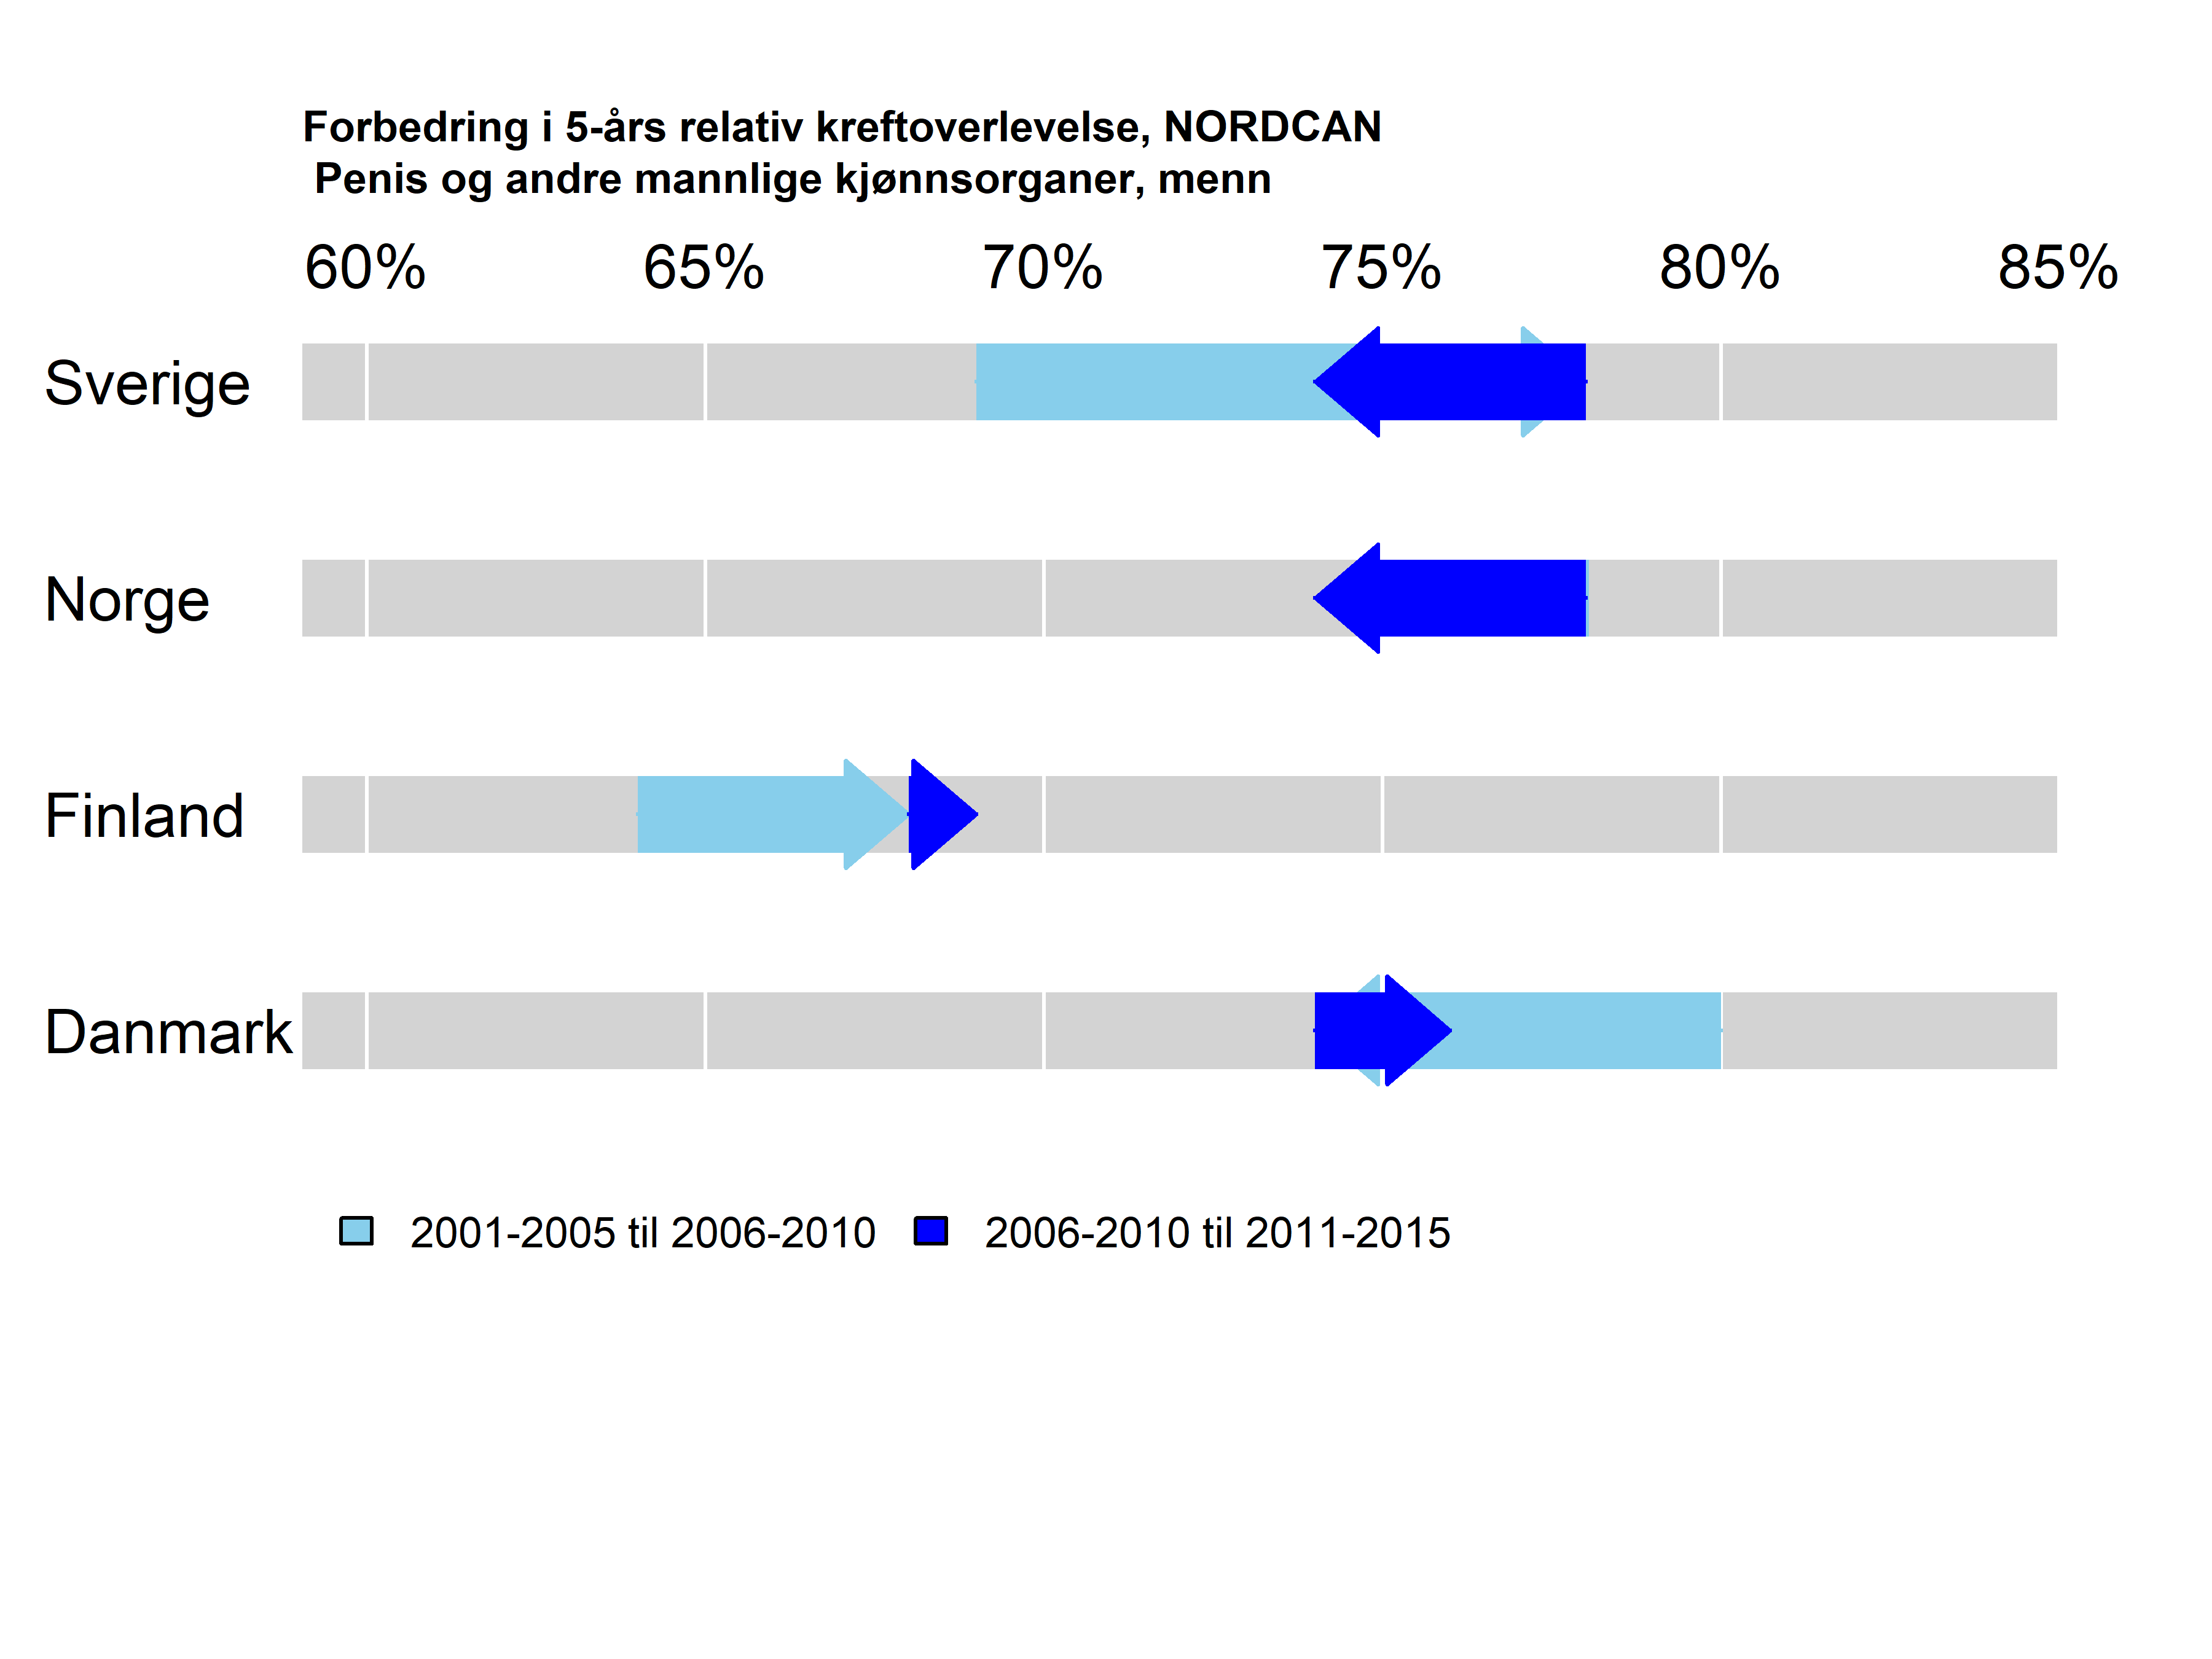 Forbedring i 5-års relativ kreftoverlevelse, NORDCAN
Penis og andre mannlige kjønnsorganer, menn
60% 65% 70% 75% 80% 85%
Sverige
Norge
Finland
Danmark
2001-2005 til 2006-2010 2006-2010 til 2011-2015